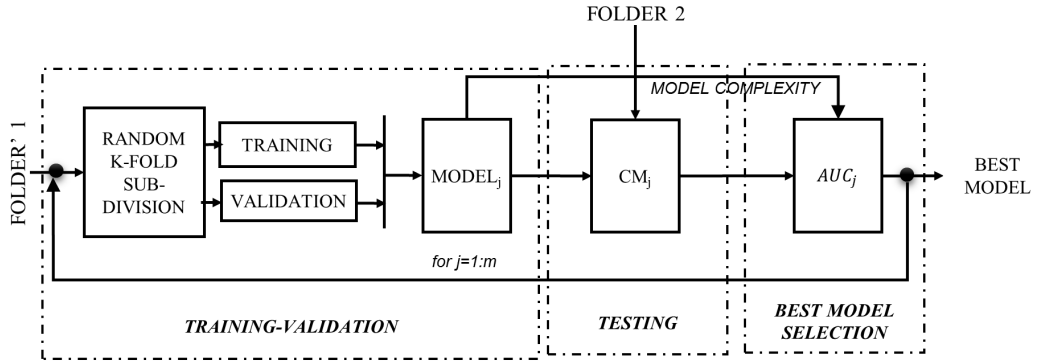 FOLDER 2
MODEL COMPLEXITY
FOLDER' 1
RANDOM
K-FOLD
SUB-
DIVISION
TRAINING
VALIDATION
MODELj
CMj
AUCj
BEST
MODEL
for j=1:m
TRAINING-VALIDATION
TESTING
BEST MODEL
SELECTION